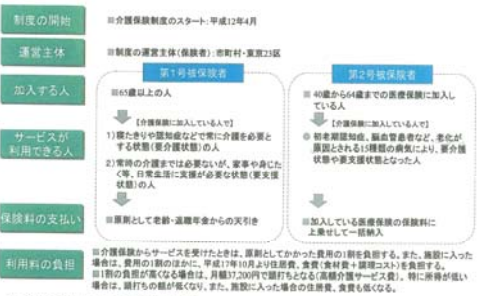 制度の開始
■介護保険制度のスタート:平成12年4月
運営主体
■制度の運営主体(保険者):市町村・東京23区
加入する人
第1号被保険者
■65歳以上の人
【介護保険に加入している人で】
サービスが
利用できる人
1)寝たきりや認知症などで常に介護を必要と
する状態(要介護状態)の人
2)常時の介護までは必要ないが、家事や身じた
く等、日常生活に支援が必要な状態(要支援
状態)の人
第2号被保険者
■40歳から64歳までの医療保険に加入し
ている人
【介護保険に加入している人で】
●初老期認知症、脳血管疾患など、老化が
原因とされる15種類の病気により、要介護
状態や要支援状態となった人
保険料の支払い
■原則として老齢・退職年金からの天引き
■加入している医療保険の保険料に
上乗せして一括納入
利用料の負担
■介護保険からサービスを受けたときは、原則としてかかった費用の1割を負担する。また、施設に入った
場合は、費用の1割のほかに、平成17年10月より住居費、食費(食材費+調理コスト)を負担する。
■1割の負担が高くなる場合は、月額37,200円で頭打ちとなる(高額介護サービス費)。特に所得が低い
場合は、頭打ちの額が低くなり、また、施設に入った場合の住居費、食費も低くなる。